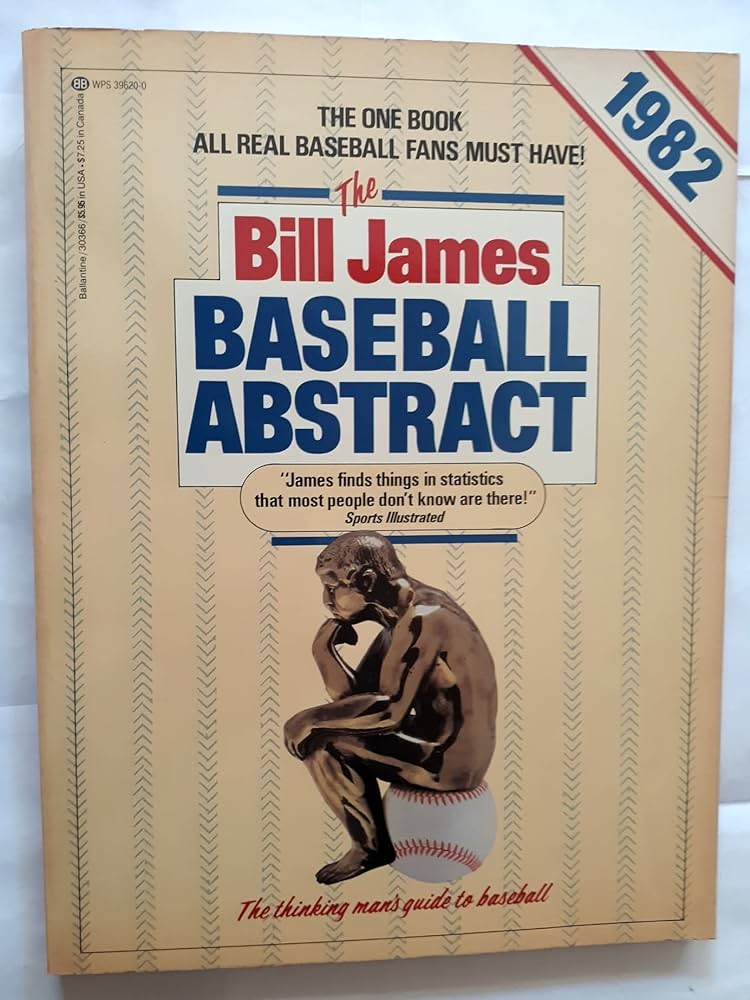 BB WPS 39620-0
Ballantine/30366/$5.95 in USA • $7.25 in Canada
1982
THE ONE BOOK
ALL REAL BASEBALL FANS MUST HAVE!
The
Bill James
BASEBALL
ABSTRACT
"James finds things in statistics
that most people don't know are there!"
Sports Illustrated
The thinking man's guide to baseball